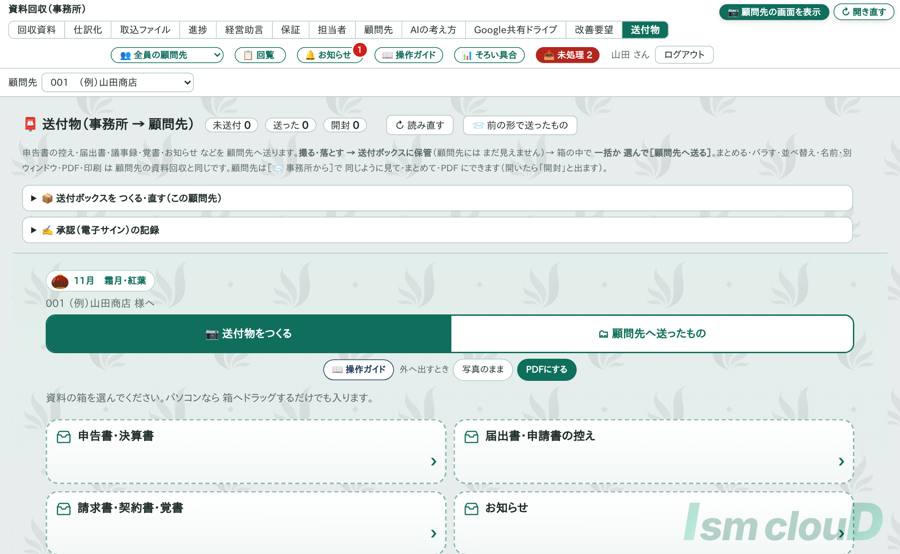 資料回収（事務所）
📷 顧問先の画面を表示
↻ 開き直す
回収資料 仕訳化 取込ファイル 進捗 経営助言 保証 担当者 顧問先 AIの考え方 Google共有ドライブ 改善要望 送付物
👥 全員の顧問先 📋 回覧 🔔 お知らせ 1 📖 操作ガイド 📊 そろい具合 📥 未処理 2 山田 さん ログアウト
顧問先 001 （例）山田商店
📮 送付物（事務所 → 顧問先） 未送付 0 送った 0 開封 0 ↻ 読み直す 📨 前の形で送ったもの
申告書の控え・届出書・議事録・覚書・お知らせ などを 顧問先へ送ります。撮る・落とす → 送付ボックスに保管（顧問先には まだ見えません）→ 箱の中で 一括か 選んで［顧問先へ送る］。まとめる・バラす・並べ替え・名前・別
ウィンドウ・PDF・印刷 は 顧問先の資料回収と同じです。顧問先は［📨 事務所から］で 同じように見て・まとめて・PDF にできます（開いたら「開封」と出ます）。
▶ 📦 送付ボックスを つくる・直す（この顧問先）
▶ ✍ 承認（電子サイン）の記録
🌰 11月 霜月・紅葉
001 （例）山田商店 様へ
📷 送付物をつくる
🗂 顧問先へ送ったもの
📖 操作ガイド 外へ出すとき 写真のまま PDFにする
資料の箱を選んでください。パソコンなら 箱へドラッグするだけでも入ります。
申告書・決算書
届出書・申請書の控え
請求書・契約書・覚書
お知らせ
Ism clouD